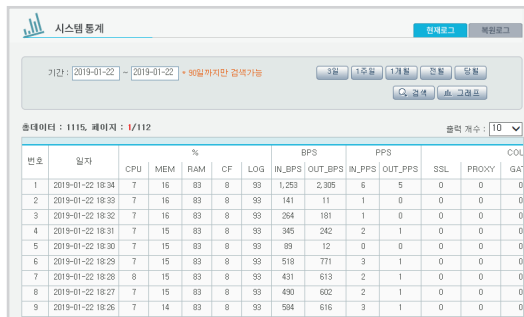 시스템 통계
현재로그 복원로그
기간 : 2019-01-22 ~ 2019-01-22 * 90일까지만 검색가능 3일 1주일 1개월 전월 당월
검색 그래프
총데이터 : 1115, 페이지 : 1/112 출력 개수 : 10
번호 일자 % BPS PPS COU
CPU MEM RAM CF LOG IN_BPS OUT_BPS IN_PPS OUT_PPS SSL PROXY GAT
1 2019-01-22 18:34 7 16 83 8 93 1,253 2,305 6 5 0 0 0
2 2019-01-22 18:33 7 16 83 8 93 141 11 1 0 0 0 0
3 2019-01-22 18:32 7 16 83 8 93 264 181 1 0 0 0 0
4 2019-01-22 18:31 7 15 83 8 93 345 242 2 1 0 0 0
5 2019-01-22 18:30 7 15 83 8 93 89 12 0 0 0 0 0
6 2019-01-22 18:29 7 15 83 8 93 518 771 3 1 0 0 0
7 2019-01-22 18:28 8 15 83 8 93 431 613 2 1 0 0 0
8 2019-01-22 18:27 7 15 83 8 93 490 602 2 1 0 0 0
9 2019-01-22 18:26 7 14 83 8 93 584 616 3 1 0 0 0